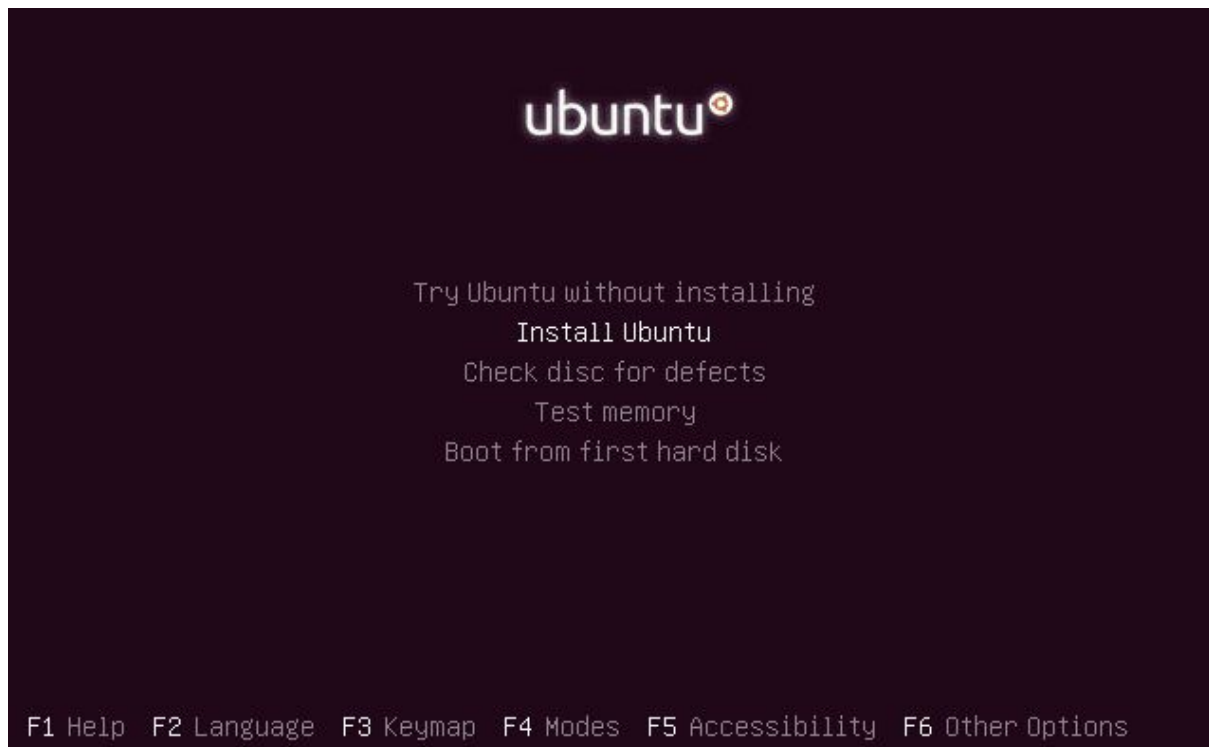 ubuntu
Try Ubuntu without installing
Install Ubuntu
Check disc for defects
Test memory
Boot from first hard disk
F1 Help F2 Language F3 Keymap F4 Modes F5 Accessibility F6 Other Options